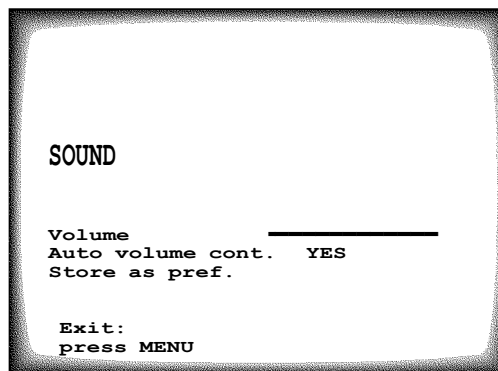 SOUND
Volume
Auto volume cont. YES
Store as pref.
Exit:
press MENU